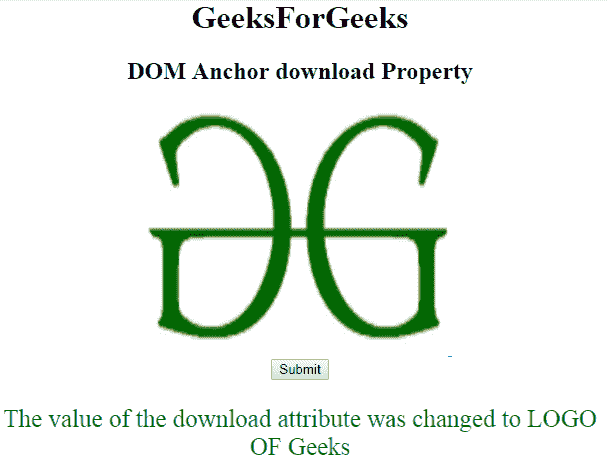 GeeksForGeeks
DOM Anchor download Property
Submit
The value of the download attribute was changed to LOGO
OF Geeks